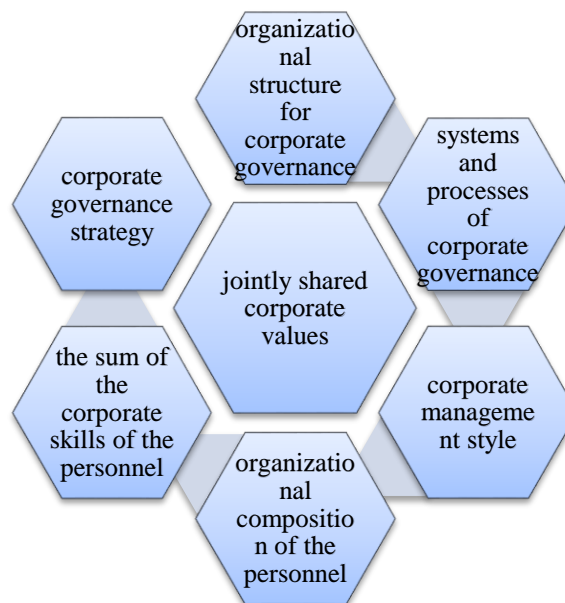 organizatio
nal
structure for
corporate
governance
systems
and
processes
of
corporate
governance
corporate
governance
strategy
jointly shared
corporate
values
the sum of
the
corporate
skills of the
personnel
corporate
manageme
nt style
organizatio
nal
compositio
n of the
personnel